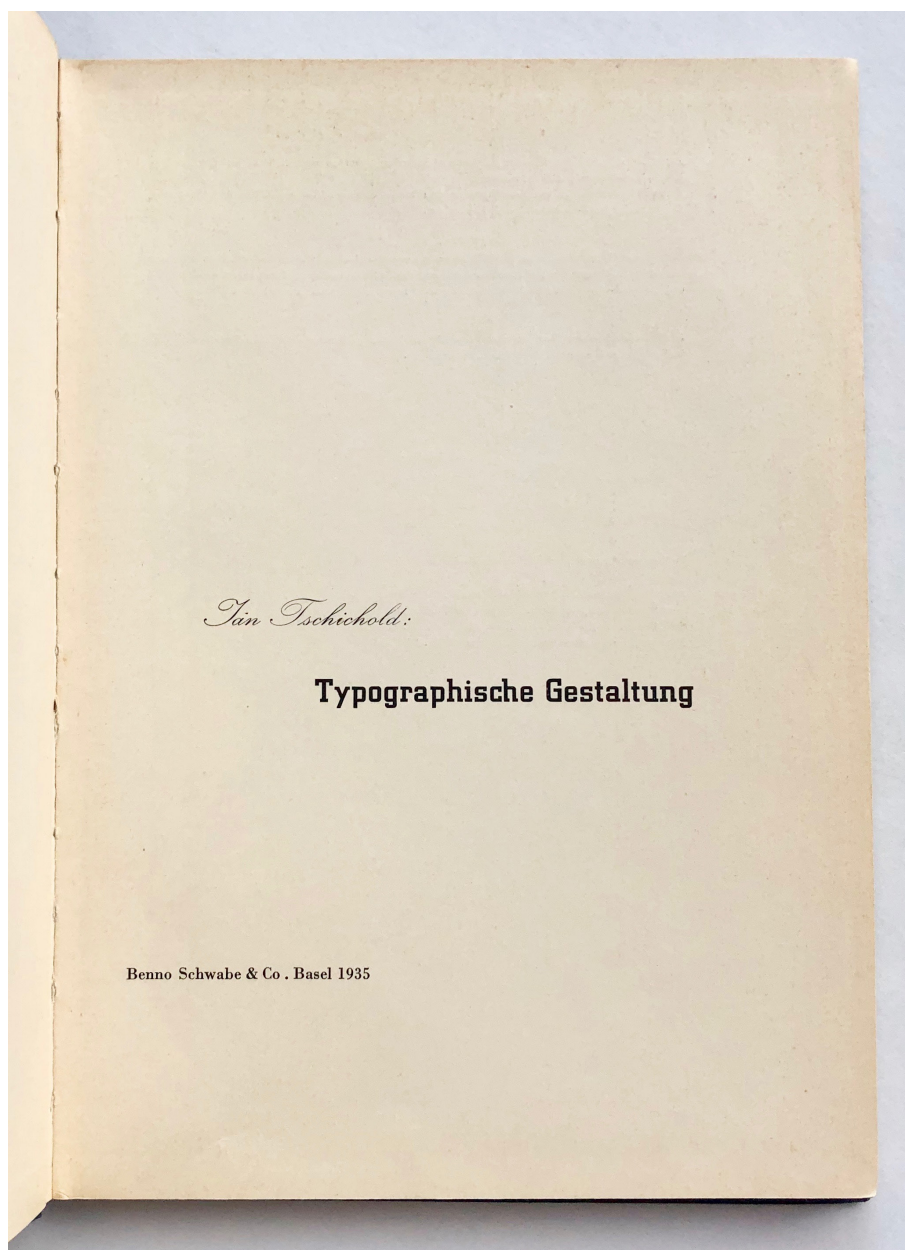 Jan Tschichold:
Typographische Gestaltung
Benno Schwabe & Co . Basel 1935